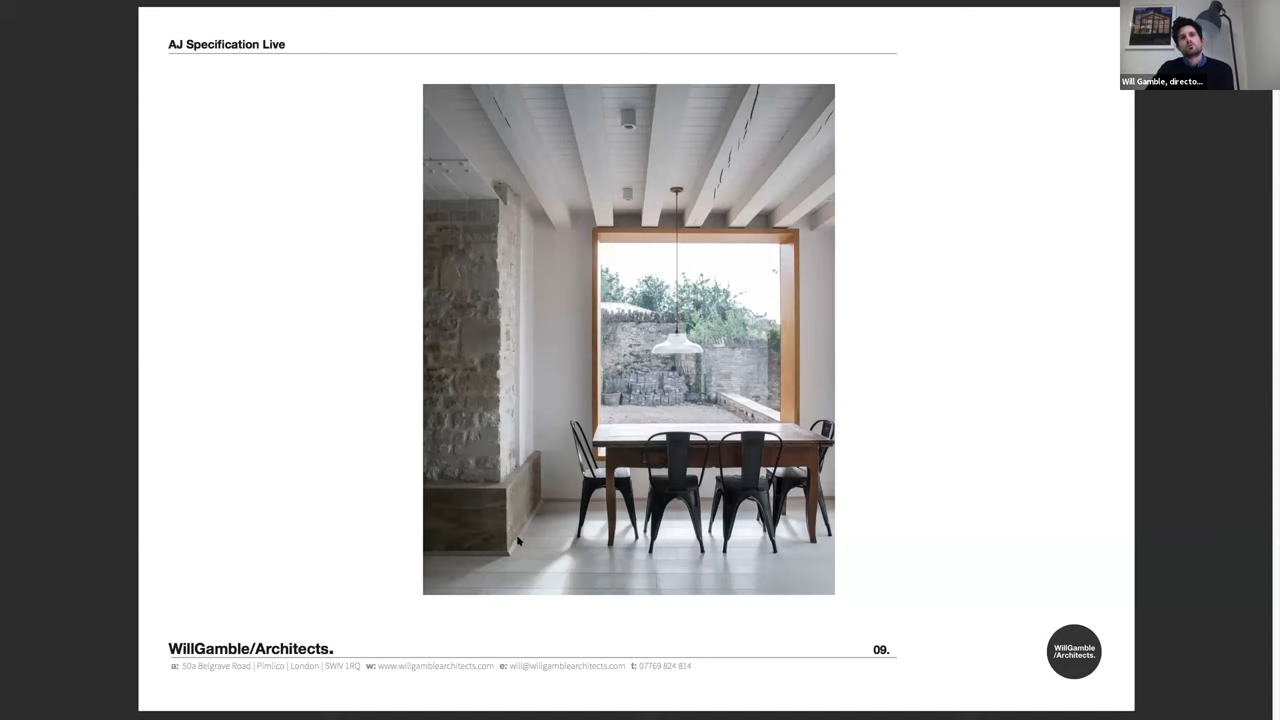 AJ Specification Live
Will Gamble, directo...
WillGamble/Architects.
09.
a: 50a Belgrave Road | Pimlico | London | SW1V 1RQ w: www.willgamblearchitects.com e: will@willgamblearchitects.com t: 07769 824 814
WillGamble
/Architects.